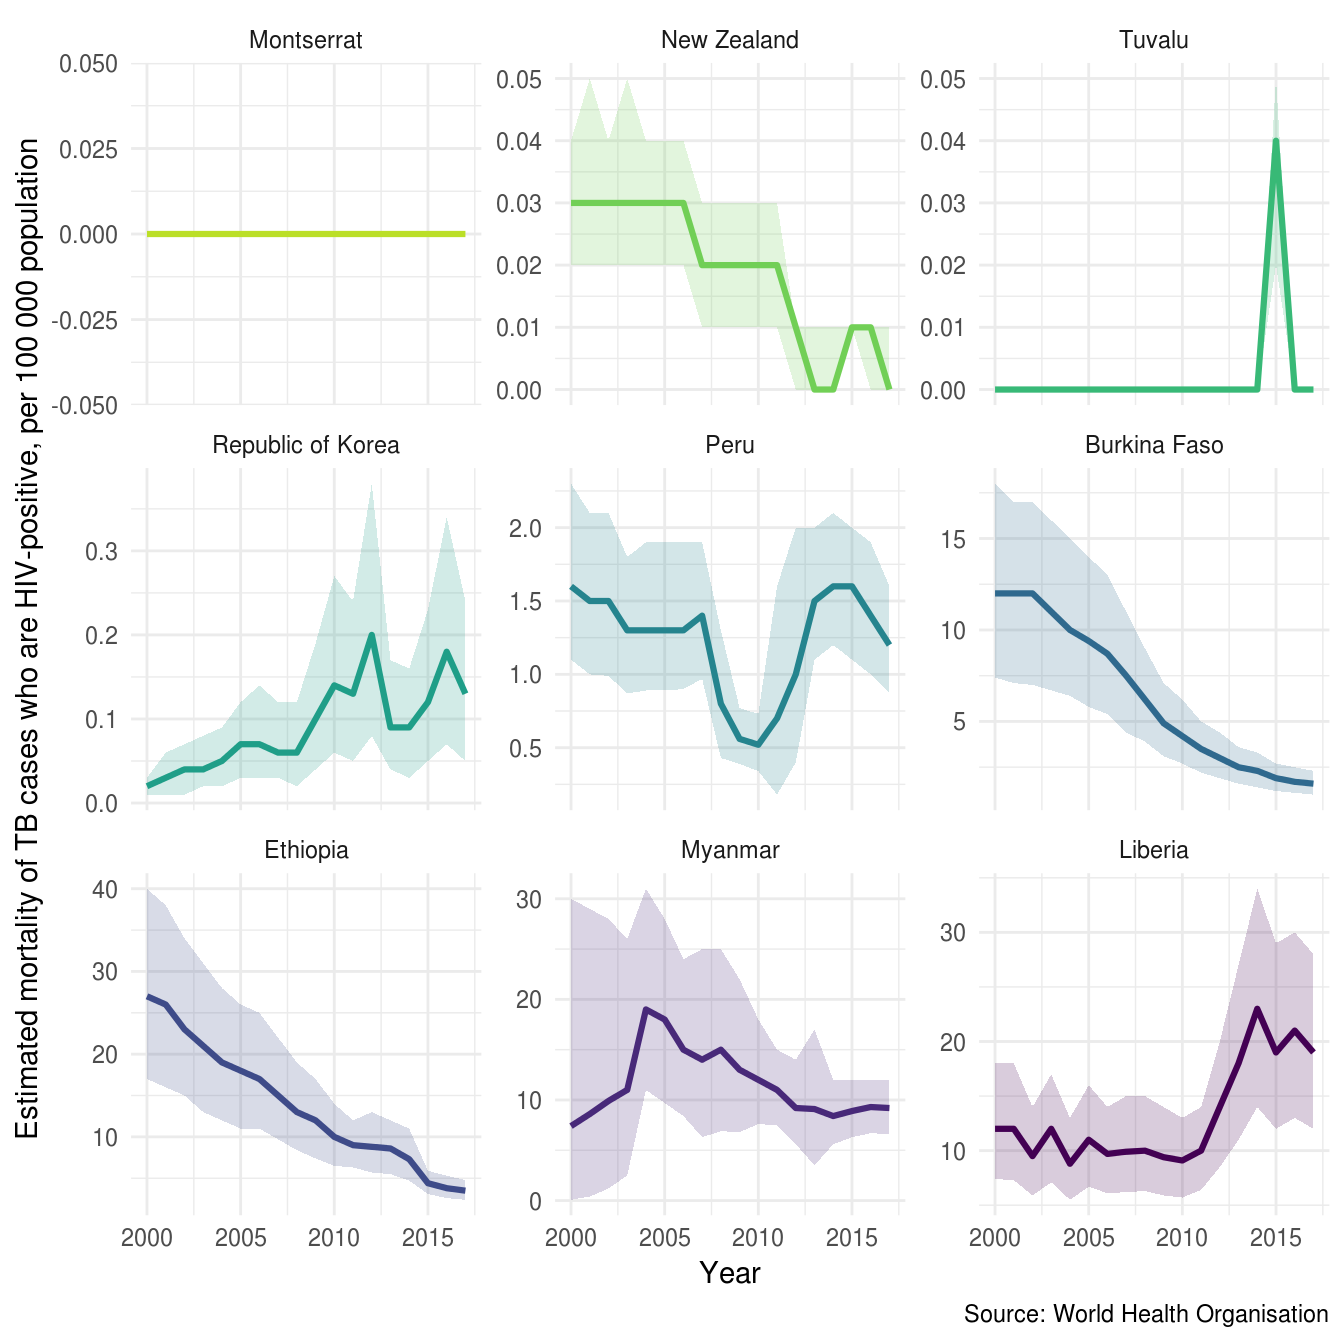 Montserrat
New Zealand
Tuvalu
0.050
0.025
0.000
-0.025
-0.050
0.05
0.04
0.03
0.02
0.01
0.00
0.05
0.04
0.03
0.02
0.01
0.00
Estimated mortality of TB cases who are HIV-positive, per 100 000 population
Republic of Korea
Peru
Burkina Faso
0.3
0.2
0.1
0.0
2.0
1.5
1.0
0.5
15
10
5
Ethiopia
Myanmar
Liberia
40
30
20
10
30
20
10
0
30
20
10
2000 2005 2010 2015
2000 2005 2010 2015
2000 2005 2010 2015
Year
Source: World Health Organisation